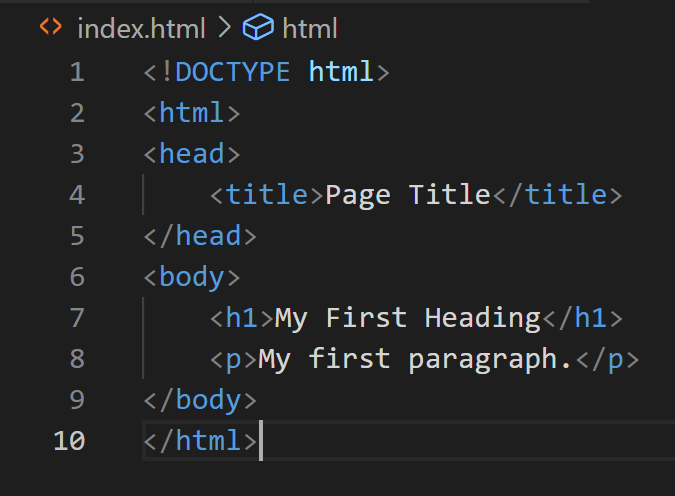 <> index.html > html
1 <!DOCTYPE html>
2 <html>
3 <head>
4     <title>Page Title</title>
5 </head>
6 <body>
7     <h1>My First Heading</h1>
8     <p>My first paragraph.</p>
9 </body>
10 </html>